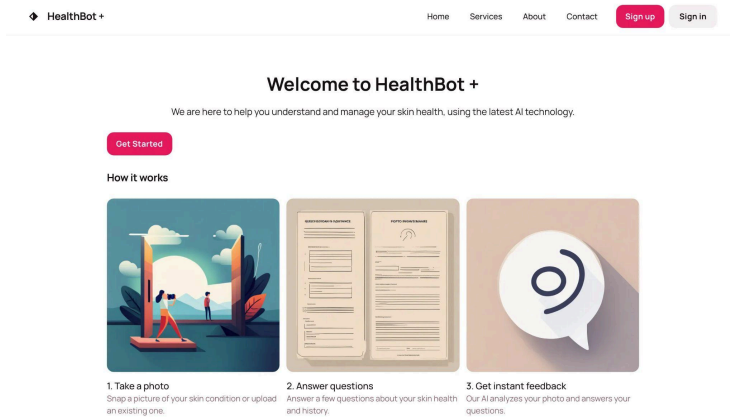 HealthBot +
Home Services About Contact Sign up Sign in
Welcome to HealthBot +
We are here to help you understand and manage your skin health, using the latest AI technology.
Get Started
How it works
1. Take a photo
Snap a picture of your skin condition or upload
an existing one.
2. Answer questions
Answer a few questions about your skin health
and history.
3. Get instant feedback
Our AI analyzes your photo and answers your
questions.